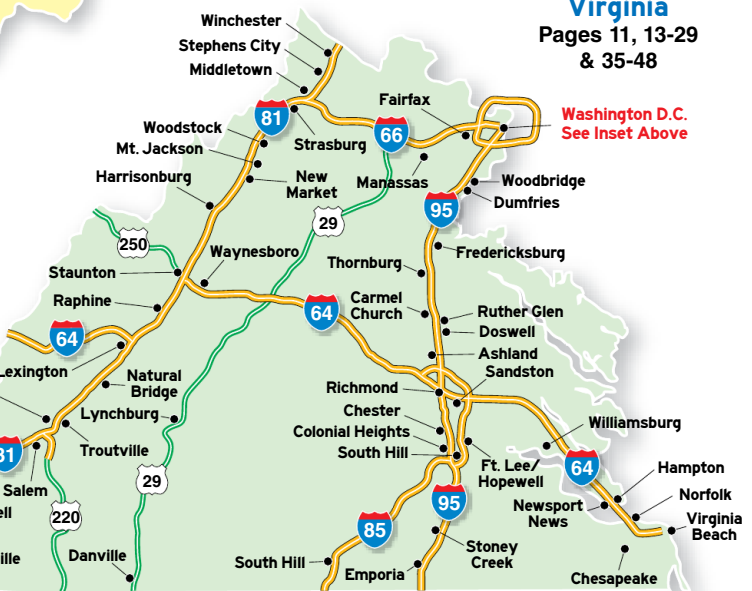 Virginia
Pages 11, 13-29
& 35-48
Winchester
Stephens City
Middletown
Fairfax
Washington D.C.
See Inset Above
81
66
Woodstock
Strasburg
Mt. Jackson
Harrisonburg
New
Market
Manassas
Woodbridge
Dumfries
95
29
250
Waynesboro
Fredericksburg
Staunton
Thornburg
Raphine
64
Carmel
Church
Ruther Glen
Doswell
64
Ashland
Lexington
Sandston
Natural
Bridge
Richmond
Lynchburg
Chester
Williamsburg
Colonial Heights
Troutville
South Hill
81
Ft. Lee/
Hopewell
64
Hampton
Salem
29
Norfolk
ell
95
Newsport
News
220
85
Virginia
Beach
Stoney
Creek
ille
Danville
South Hill
Emporia
Chesapeake